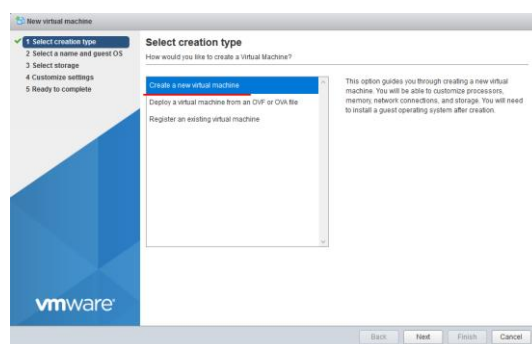 New virtual machine
1 Select creation type
2 Select a name and guest OS
3 Select storage
4 Customize settings
5 Ready to complete
Select creation type
How would you like to create a Virtual Machine?
Create a new virtual machine
Deploy a virtual machine from an OVF or OVA file
Register an existing virtual machine
This option guides you through creating a new virtual
machine. You will be able to customize processors,
memory, network connections, and storage. You will need
to install a guest operating system after creation.
vmware
Back Next Finish Cancel